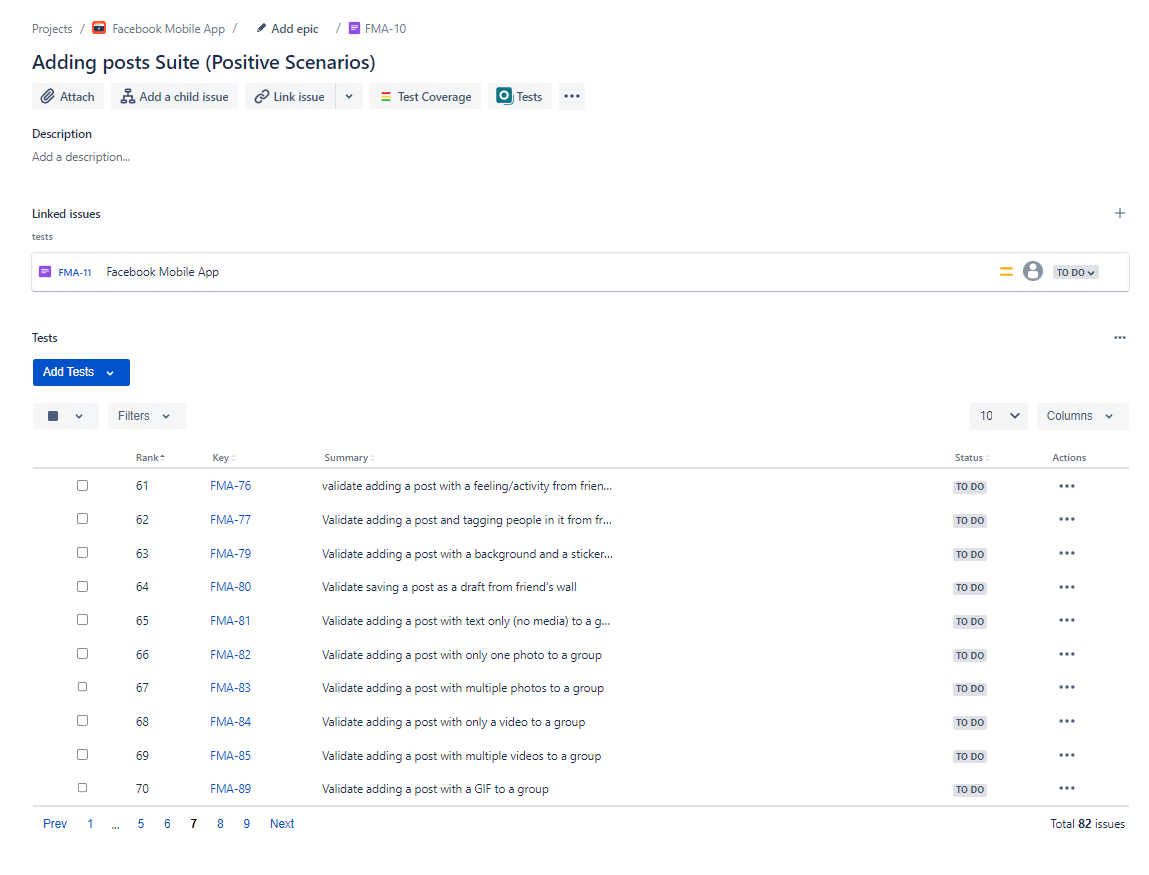 Projects / Facebook Mobile App / Add epic / FMA-10
Adding posts Suite (Positive Scenarios)
Attach Add a child issue Link issue Test Coverage Tests •••
Description
Add a description...
Linked issues
tests
FMA-11 Facebook Mobile App TO DO
Tests
Add Tests
Filters 10 Columns
Rank Key Summary Status Actions
61 FMA-76 validate adding a post with a feeling/activity from frien... TO DO •••
62 FMA-77 Validate adding a post and tagging people in it from fr... TO DO •••
63 FMA-79 Validate adding a post with a background and a sticker... TO DO •••
64 FMA-80 Validate saving a post as a draft from friend's wall TO DO •••
65 FMA-81 Validate adding a post with text only (no media) to a g... TO DO •••
66 FMA-82 Validate adding a post with only one photo to a group TO DO •••
67 FMA-83 Validate adding a post with multiple photos to a group TO DO •••
68 FMA-84 Validate adding a post with only a video to a group TO DO •••
69 FMA-85 Validate adding a post with multiple videos to a group TO DO •••
70 FMA-89 Validate adding a post with a GIF to a group TO DO •••
Prev 1 ... 5 6 7 8 9 Next Total 82 issues